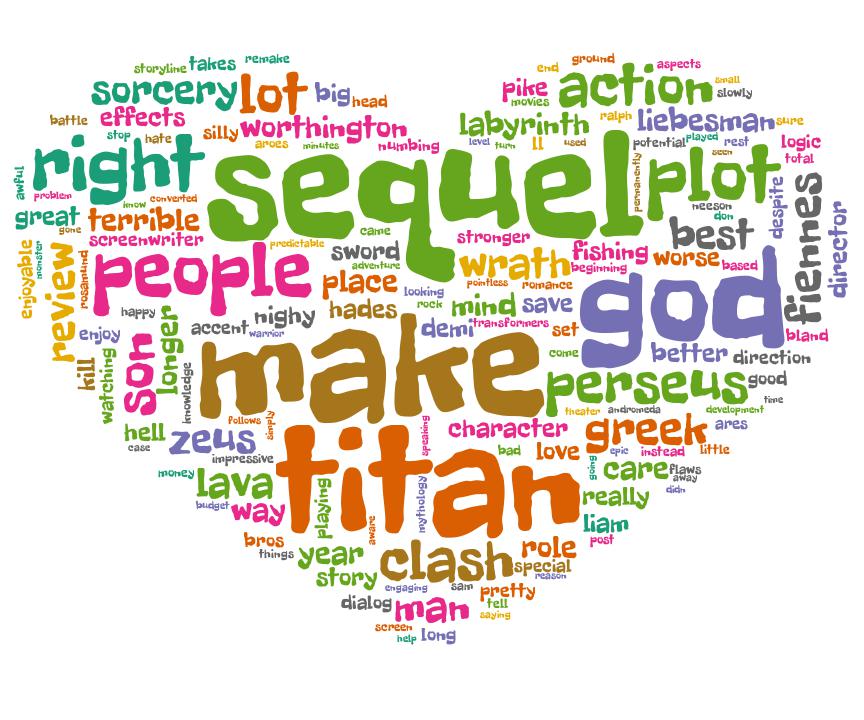 storyline takes remake
ground
end
aspects
sorcery lot big head
pike action small
movies slowly
battle effects silly worthington
labyrinth ralph liebesman sure
stop hate aroes minutes numbing
level turn ll used potential played rest logic
total
awful right sequel permanently plot seen
problem know converted
neeson don despite fiennes director
great terrible came
best
gone screenwriter predictable sword stronger
enjoyable monster review rosamund people place adventure wrath fishing worse based
beginning
looking pointless romance god
happy nighy hades rock mind save
enjoy accent warrior demi transformers set bland
son longer make come better direction
kill watching knowledge perseus good
time
follows simply theater andromeda development
hell zeus speaking character greek ares
case
impressive titan bad love epic instead little
money lava going care flaws
away
budget way playing mythology really didn
aware liam
bros post
things year clash role
story special
reason
engaging sam pretty
dialog man tell
saying
screen
help long